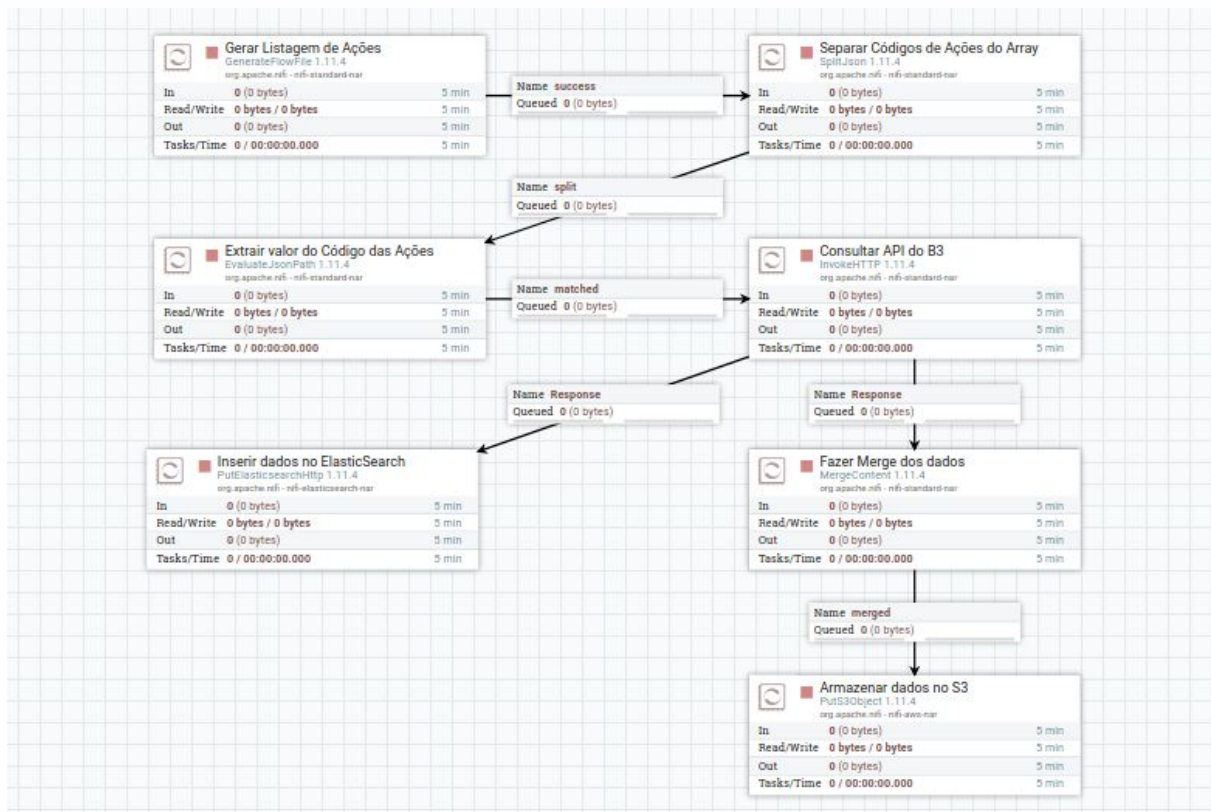 Gerar Listagem de Ações
GenerateFlowFile 1.11.4
org.apache.nifi - nifi-standard-nar
In 0 (0 bytes) 5 min
Read/Write 0 bytes / 0 bytes 5 min
Out 0 (0 bytes) 5 min
Tasks/Time 0 / 00:00:00.000 5 min
Name success
Queued 0 (0 bytes)
Separar Códigos de Ações do Array
SplitJson 1.11.4
org.apache.nifi - nifi-standard-nar
In 0 (0 bytes) 5 min
Read/Write 0 bytes / 0 bytes 5 min
Out 0 (0 bytes) 5 min
Tasks/Time 0 / 00:00:00.000 5 min
Name split
Queued 0 (0 bytes)
Extrair valor do Código das Ações
EvaluateJsonPath 1.11.4
org.apache.nifi - nifi-standard-nar
In 0 (0 bytes) 5 min
Read/Write 0 bytes / 0 bytes 5 min
Out 0 (0 bytes) 5 min
Tasks/Time 0 / 00:00:00.000 5 min
Name matched
Queued 0 (0 bytes)
Consultar API do B3
InvokeHTTP 1.11.4
org.apache.nifi - nifi-standard-nar
In 0 (0 bytes) 5 min
Read/Write 0 bytes / 0 bytes 5 min
Out 0 (0 bytes) 5 min
Tasks/Time 0 / 00:00:00.000 5 min
Name Response
Queued 0 (0 bytes)
Name Response
Queued 0 (0 bytes)
Inserir dados no ElasticSearch
PutElasticsearchHttp 1.11.4
org.apache.nifi - nifi-elasticsearch-nar
In 0 (0 bytes) 5 min
Read/Write 0 bytes / 0 bytes 5 min
Out 0 (0 bytes) 5 min
Tasks/Time 0 / 00:00:00.000 5 min
Fazer Merge dos dados
MergeContent 1.11.4
org.apache.nifi - nifi-standard-nar
In 0 (0 bytes) 5 min
Read/Write 0 bytes / 0 bytes 5 min
Out 0 (0 bytes) 5 min
Tasks/Time 0 / 00:00:00.000 5 min
Name merged
Queued 0 (0 bytes)
Armazenar dados no S3
PutS3Object 1.11.4
org.apache.nifi - nifi-aws-nar
In 0 (0 bytes) 5 min
Read/Write 0 bytes / 0 bytes 5 min
Out 0 (0 bytes) 5 min
Tasks/Time 0 / 00:00:00.000 5 min